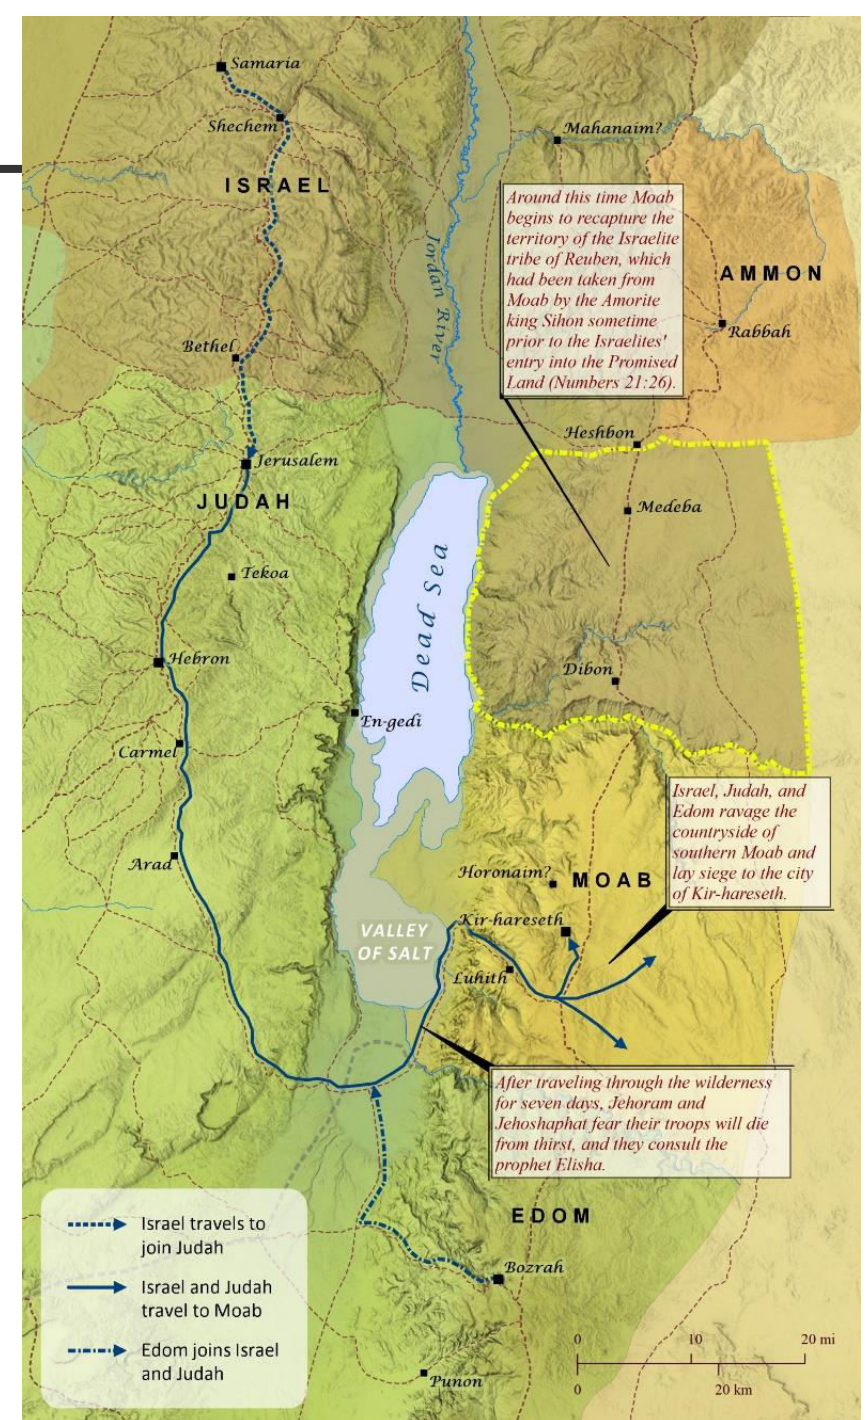 Samaria
Shechem
Mahanaim?
ISRAEL
Around this time Moab
begins to recapture the
territory of the Israelite
tribe of Reuben, which
had been taken from
Moab by the Amorite
king Sihon sometime
prior to the Israelites'
entry into the Promised
Land (Numbers 21:26).
Jordan River
AMMON
Rabbah
Bethel
Heshbon
Jerusalem
JUDAH
Medeba
Tekoa
Dead Sea
Hebron
Dibon
En-gedi
Carmel
Israel, Judah, and
Edom ravage the
countryside of
southern Moab and
lay siege to the city
of Kir-hareseth.
Arad
Horonaim?
MOAB
Kir-hareseth
VALLEY
OF SALT
Luhith
After traveling through the wilderness
for seven days, Jehoram and
Jehoshaphat fear their troops will die
from thirst, and they consult the
prophet Elisha.
EDOM
Bozrah
Punon
Israel travels to
join Judah
Israel and Judah
travel to Moab
Edom joins Israel
and Judah
0 10 20 mi
0 20 km